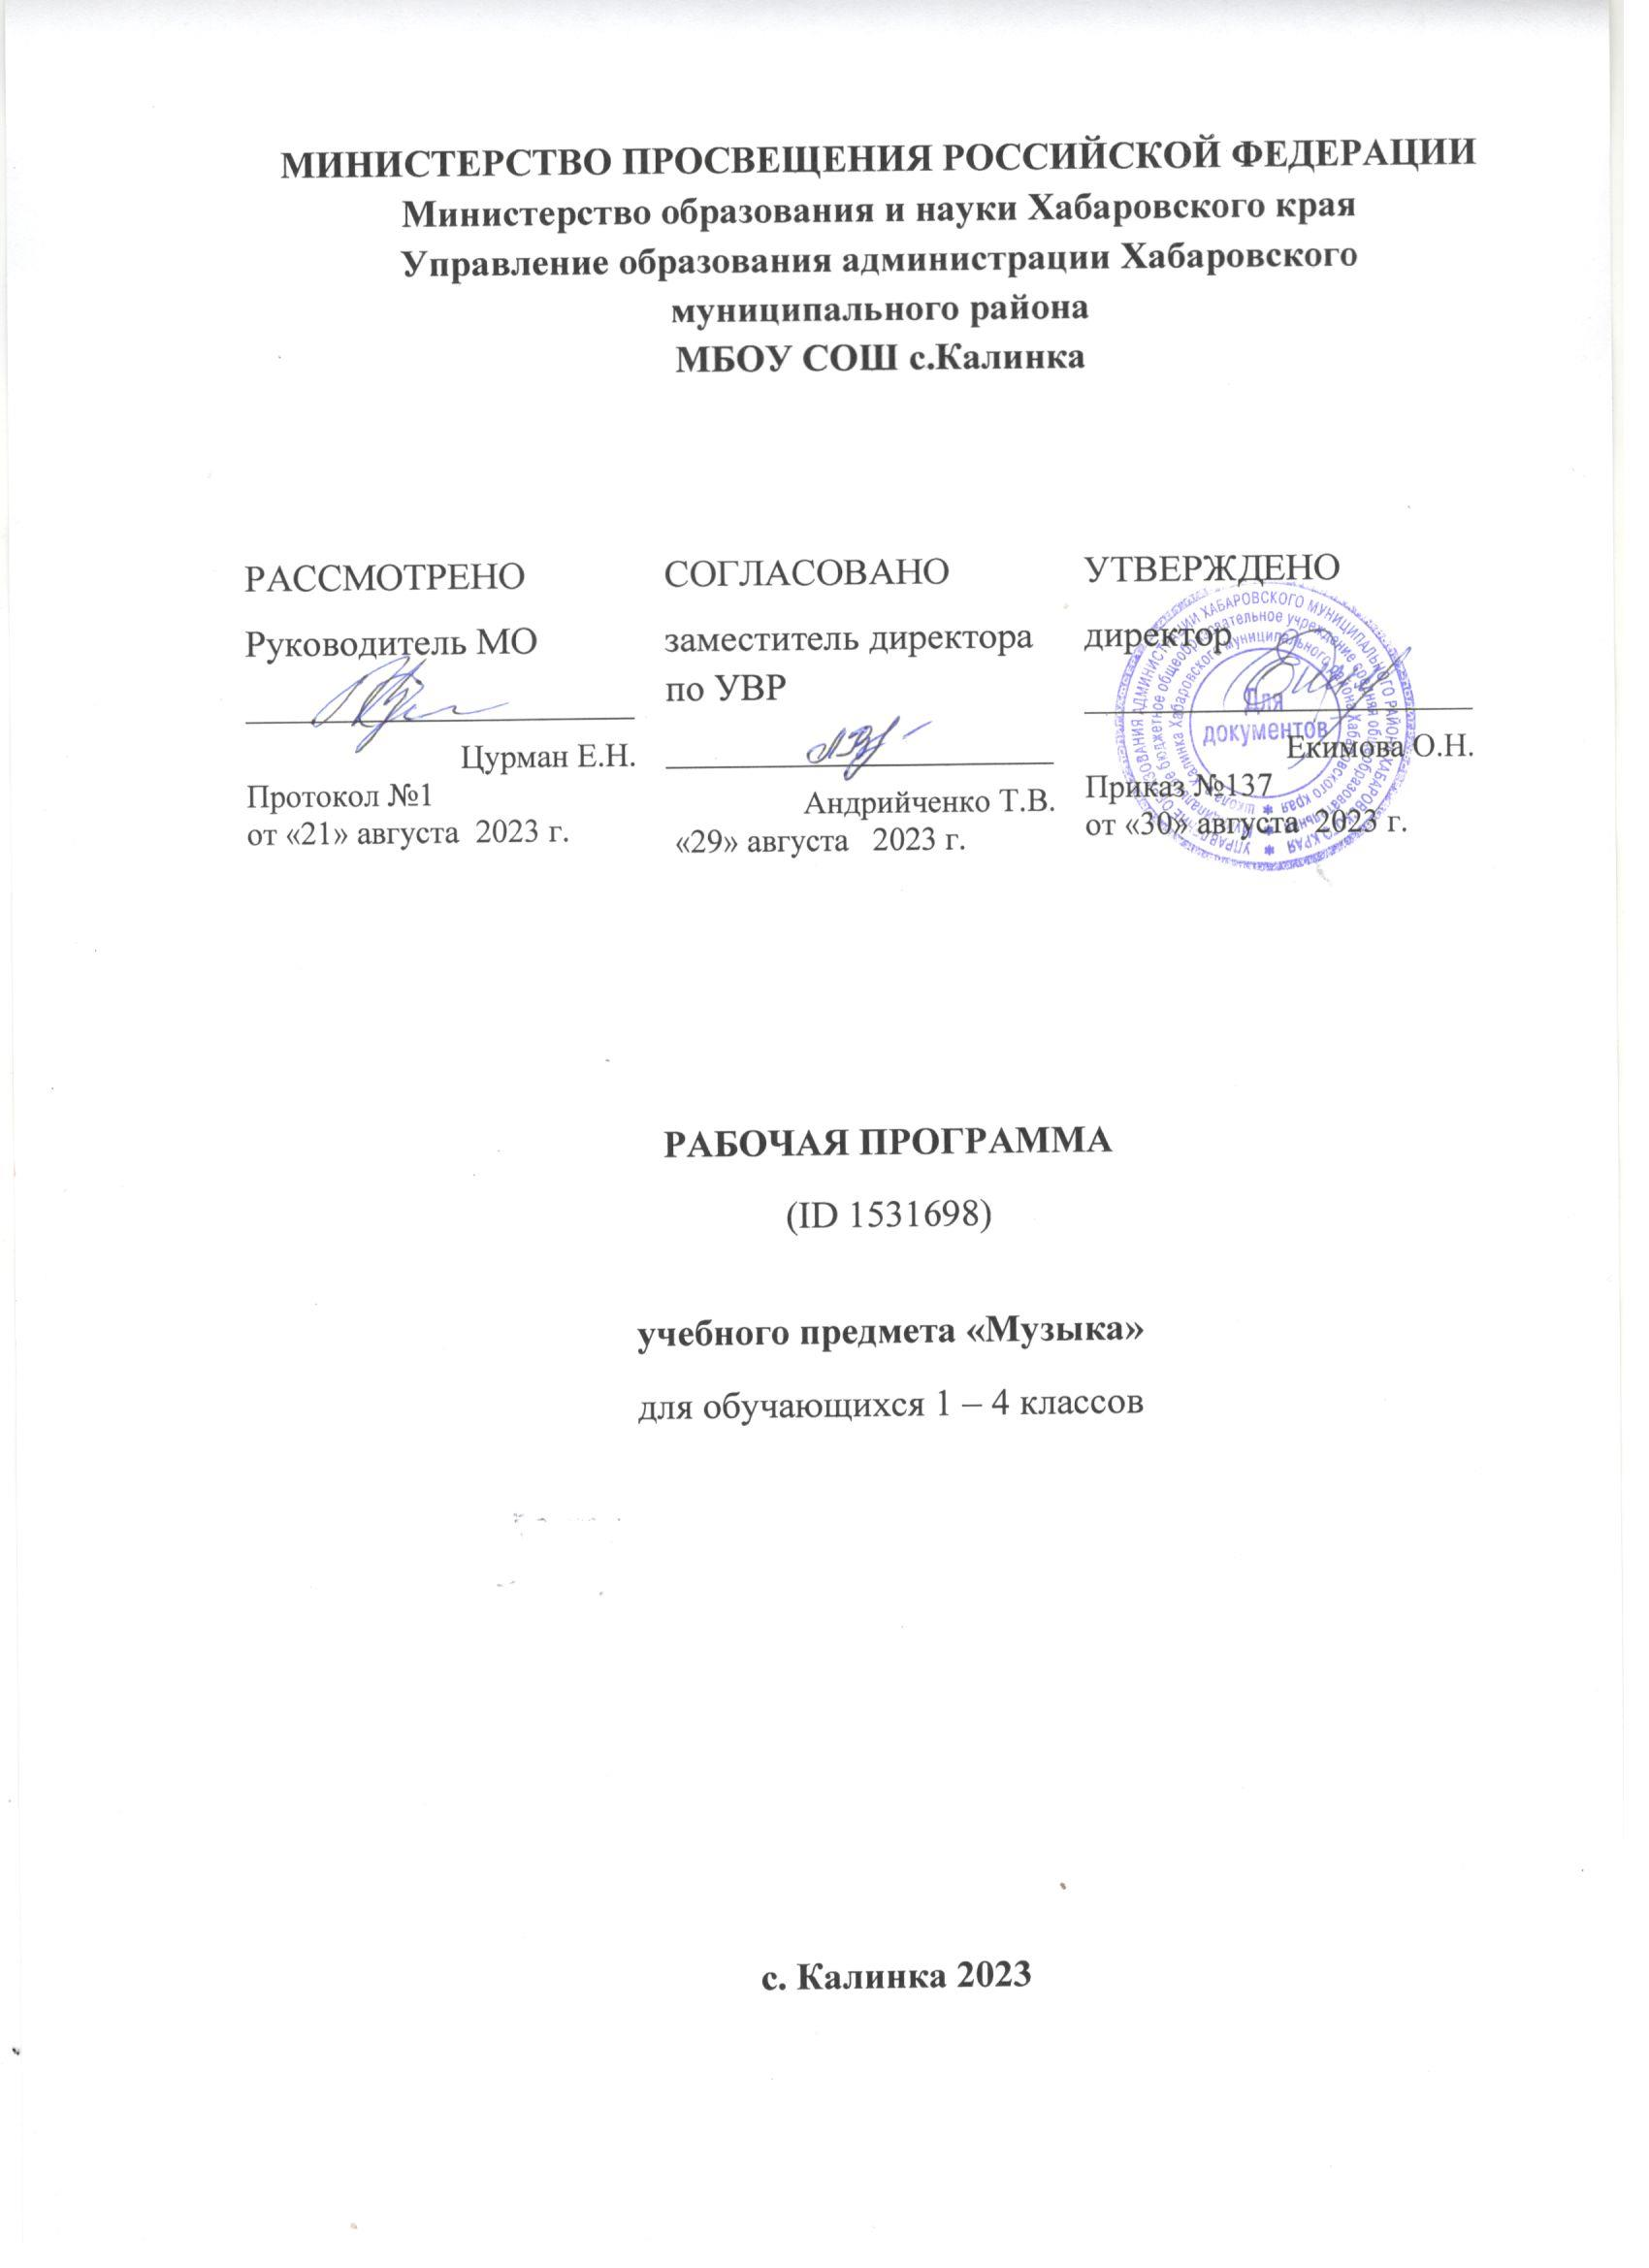 МИНИСТЕРСТВО ПРОСВЕЩЕНИЯ РОССИЙСКОЙ ФЕДЕРАЦИИ
Министерство образования и науки Хабаровского края
Управление образования администрации Хабаровского
муниципального района
МБОУ СОШ с.Калинка
РАССМОТРЕНО
Руководитель МО
Цурман Е.Н.
Протокол №1
от «21» августа 2023 г.
СОГЛАСОВАНО
заместитель директора
по УВР
Андрийченко Т.В.
«29» августа 2023 г.
УТВЕРЖДЕНО
директор
Екимова О.Н.
Приказ №137
от «30» августа 2023 г.
Для
документов
РАБОЧАЯ ПРОГРАММА
(ID 1531698)
учебного предмета «Музыка»
для обучающихся 1 – 4 классов
с. Калинка 2023